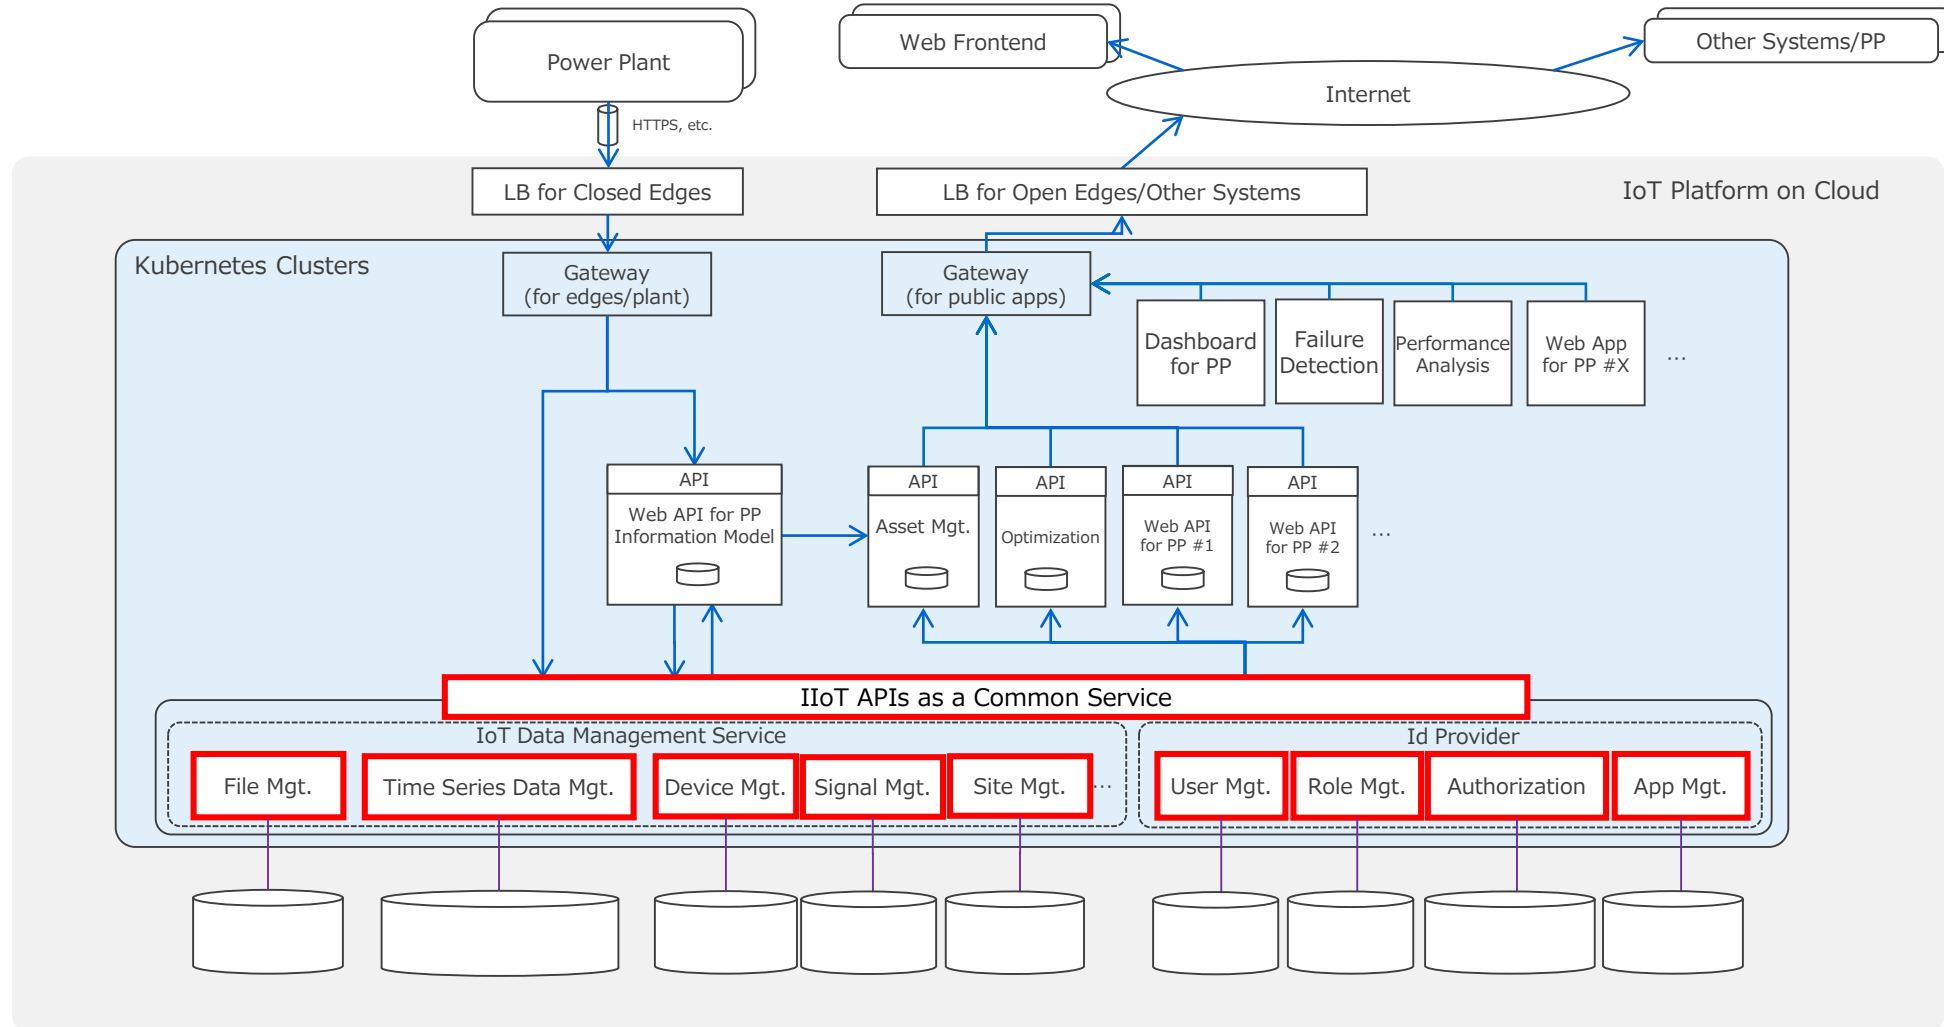 Power Plant
Web Frontend
Other Systems/PP
Internet
HTTPS, etc.
LB for Closed Edges
LB for Open Edges/Other Systems
IoT Platform on Cloud
Kubernetes Clusters
Gateway
(for edges/plant)
Gateway
(for public apps)
Dashboard
for PP
Failure
Detection
Performance
Analysis
Web App
for PP #X
...
API
Web API for PP
Information Model
API
Asset Mgt.
API
Optimization
API
Web API
for PP #1
API
Web API
for PP #2
...
IIoT APIs as a Common Service
IoT Data Management Service
Id Provider
File Mgt.
Time Series Data Mgt.
Device Mgt.
Signal Mgt.
Site Mgt.
...
User Mgt.
Role Mgt.
Authorization
App Mgt.